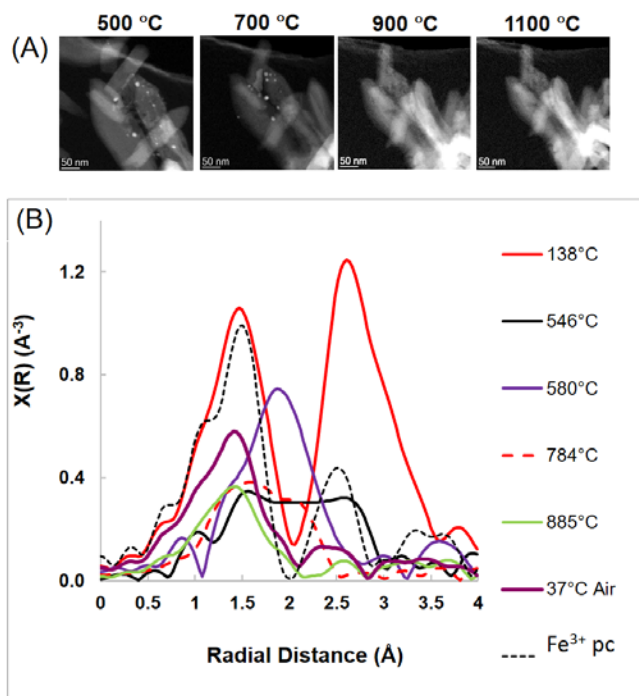 500 °C 700 °C 900 °C 1100 °C
(A)
50 nm 50 nm 50 nm 50 nm
(B)
1.2
0.8
0.4
0.0
X(R) (A⁻³)
0 0.5 1 1.5 2 2.5 3 3.5 4
Radial Distance (Å)
138°C
546°C
580°C
784°C
885°C
37°C Air
Fe³⁺ pc